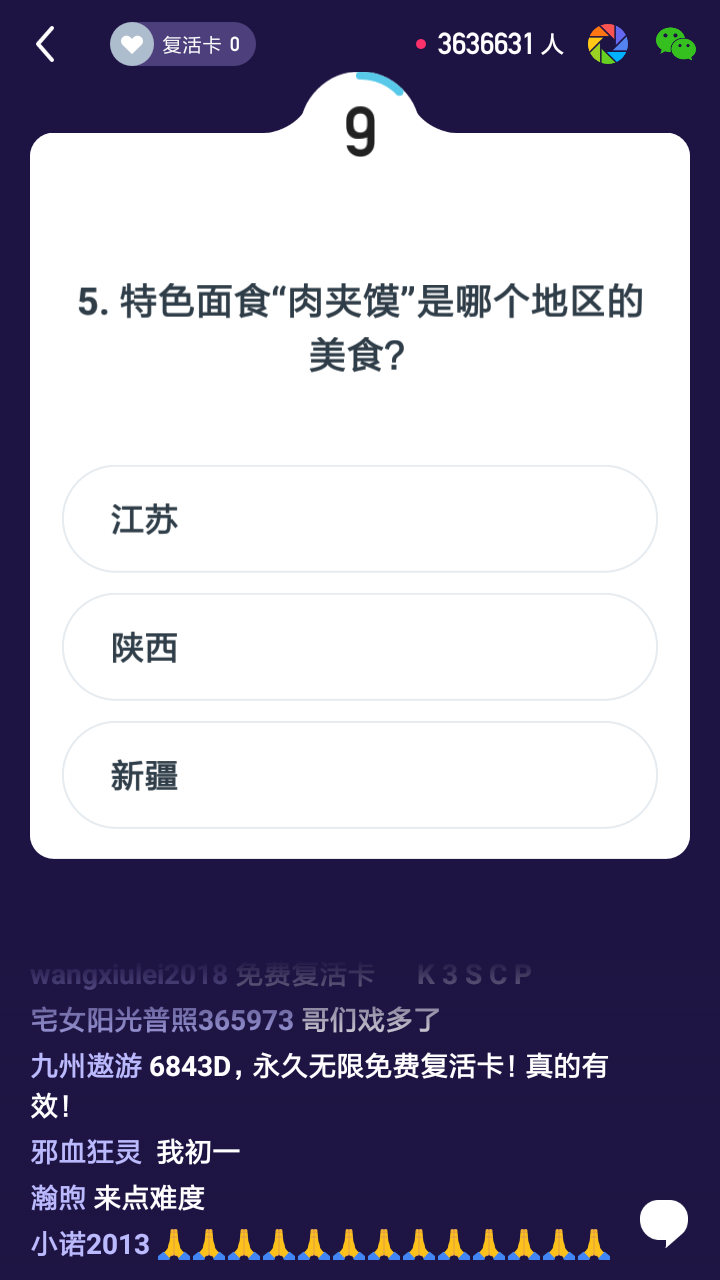 复活卡 0
3636631 人
9
5. 特色面食“肉夹馍”是哪个地区的
美食?
江苏
陕西
新疆
wangxiulei2018 免费复活卡 K 3 S C P
宅女阳光普照365973 哥们戏多了
九州遨游 6843D, 永久无限免费复活卡! 真的有
效!
邪血狂灵 我初一
瀚煦 来点难度
小诺2013 🙏🙏🙏🙏🙏🙏🙏🙏🙏🙏🙏🙏🙏